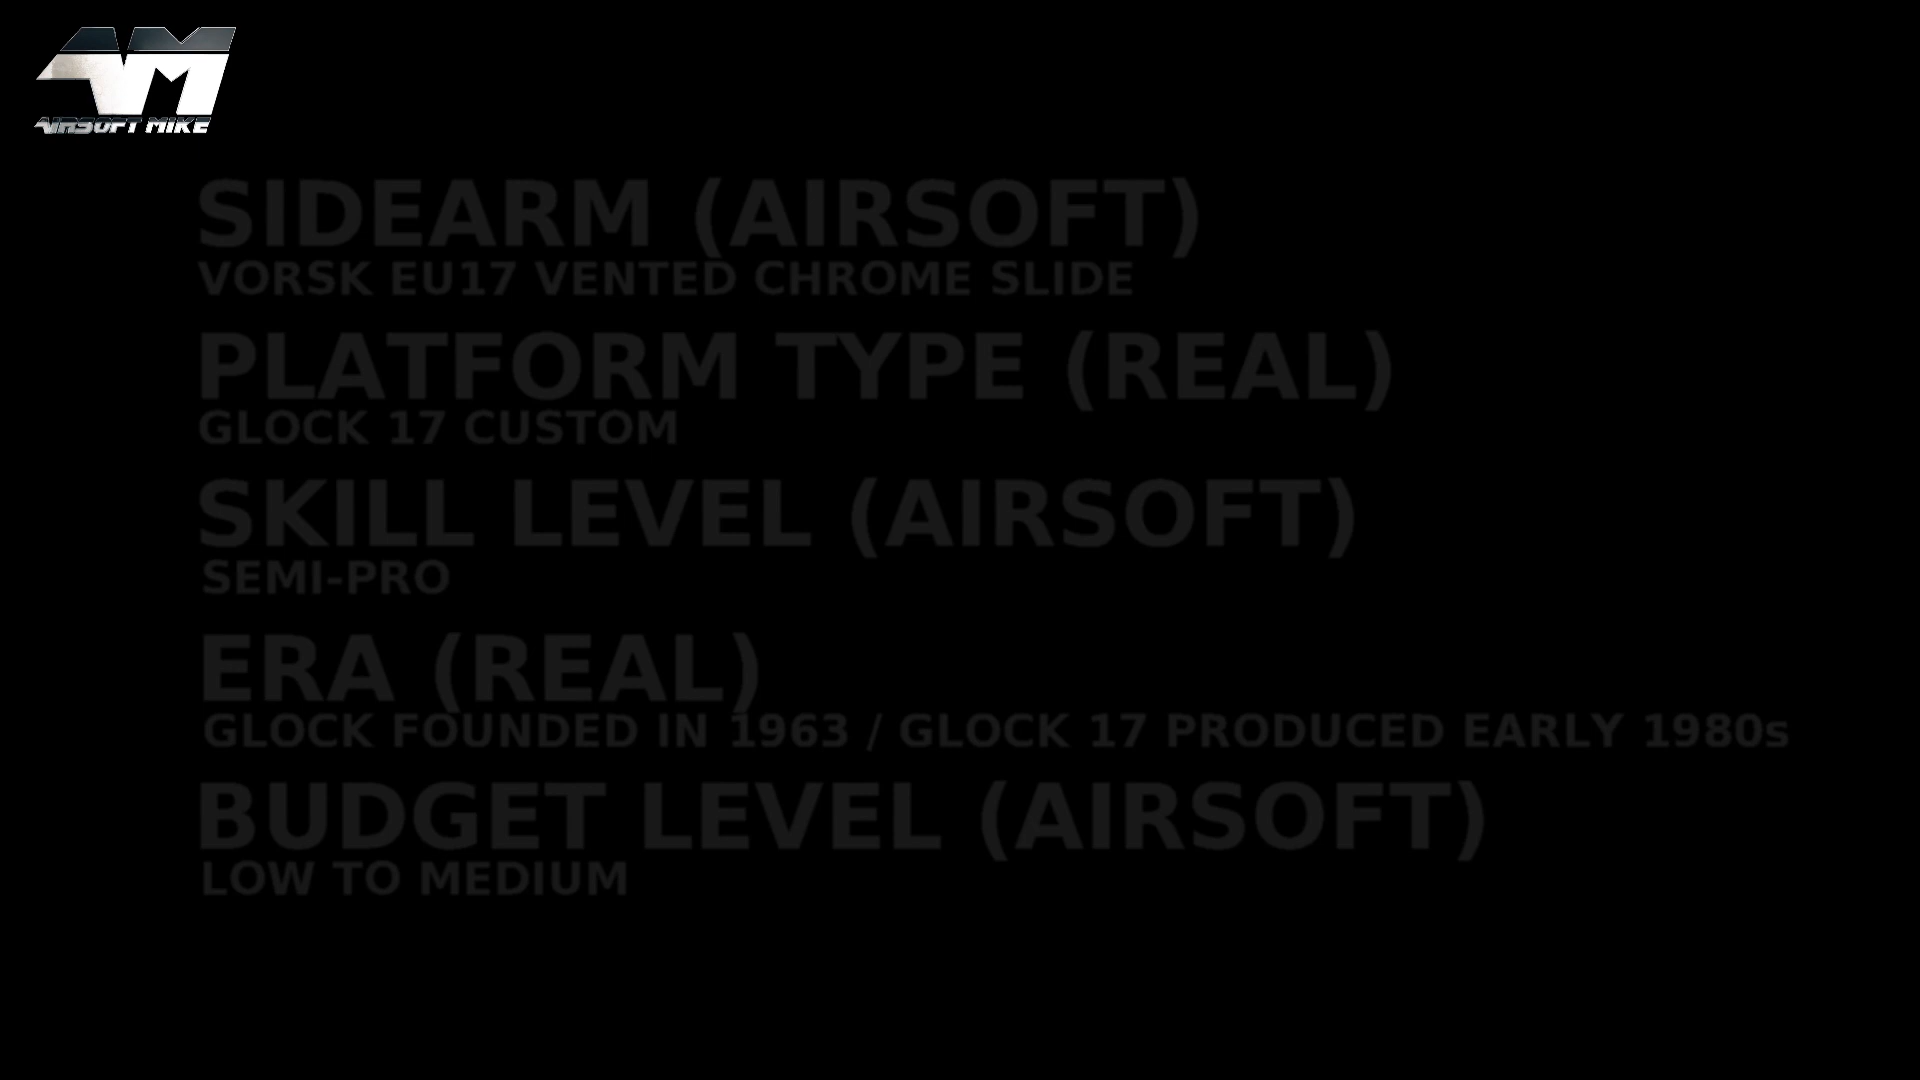 AM
AIRSOFT MIKE
SIDEARM (AIRSOFT)
VORSK EU17 VENTED CHROME SLIDE
PLATFORM TYPE (REAL)
GLOCK 17 CUSTOM
SKILL LEVEL (AIRSOFT)
SEMI-PRO
ERA (REAL)
GLOCK FOUNDED IN 1963 / GLOCK 17 PRODUCED EARLY 1980s
BUDGET LEVEL (AIRSOFT)
LOW TO MEDIUM